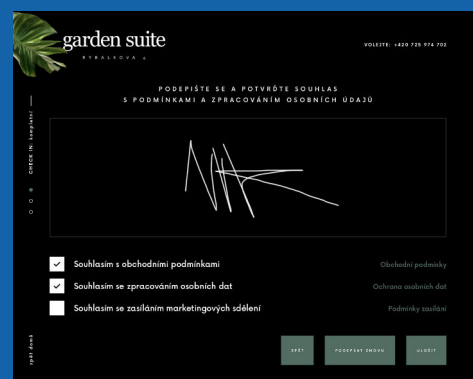 garden suite
RYBALKOVA 6
VOLEJTE: +420 725 974 702
PODEPIŠTE SE A POTVRĎTE SOUHLAS
S PODMÍNKAMI A ZPRACOVÁNÍM OSOBNÍCH ÚDAJŮ
CHECK IN: kompletní
Souhlasím s obchodními podmínkami
Obchodní podmínky
Souhlasím se zpracováním osobních dat
Ochrana osobních dat
Souhlasím se zasíláním marketingových sdělení
Podmínky zasílání
zpět domů
ZPĚT
PODEPSAT ZNOVU
ULOŽIT